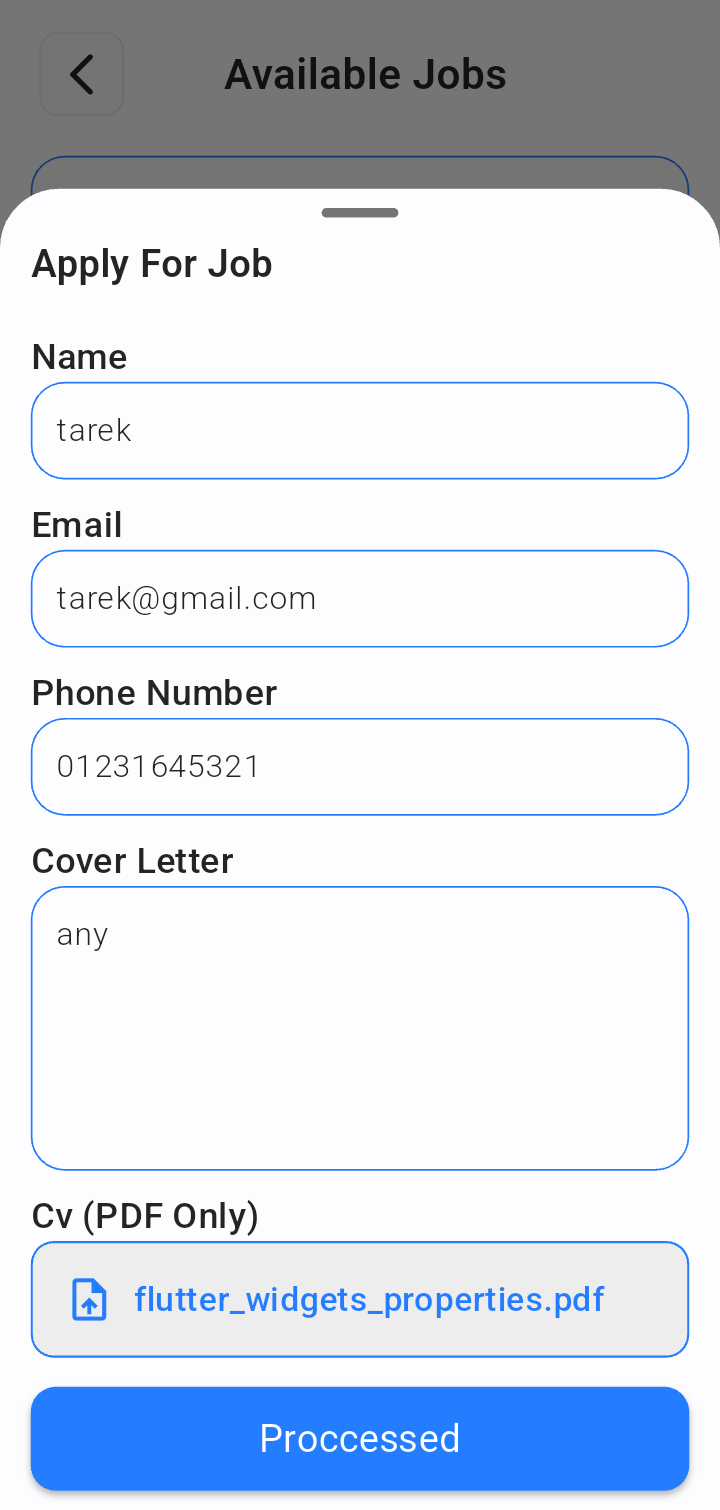 Available Jobs
Apply For Job
Name
tarek
Email
tarek@gmail.com
Phone Number
01231645321
Cover Letter
any
Cv (PDF Only)
flutter_widgets_properties.pdf
Proccessed